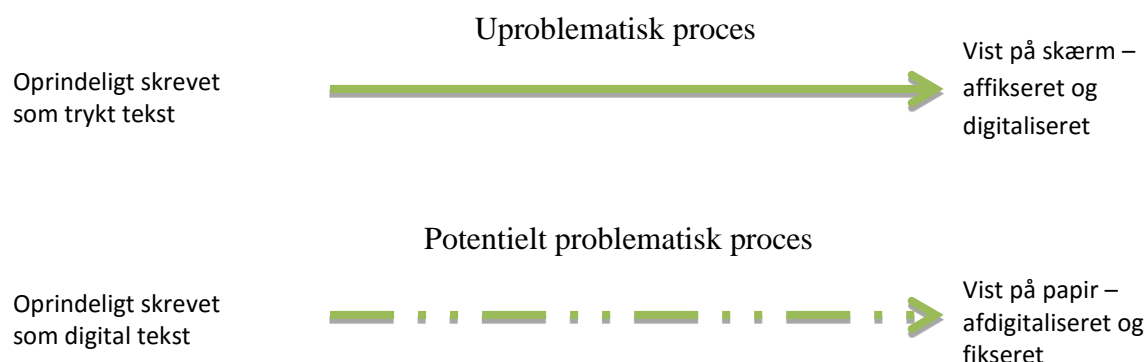 Uproblematisk proces
Oprindeligt skrevet
som trykt tekst
Vist på skærm –
affikseret og
digitaliseret
Potentielt problematisk proces
Oprindeligt skrevet
som digital tekst
Vist på papir –
afdigitaliseret og
fikseret